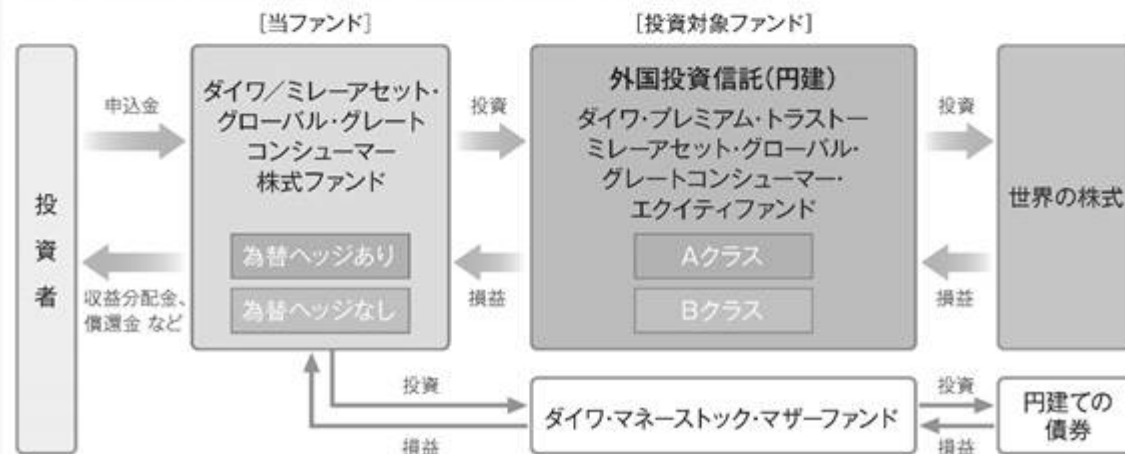 [当ファンド]
[投資対象ファンド]
投資者
申込金
収益分配金、
償還金 など
ダイワ／ミレーアセット・
グローバル・グレート
コンシューマー
株式ファンド
為替ヘッジあり
為替ヘッジなし
投資
損益
外国投資信託(円建)
ダイワ・プレミアム・トラストー
ミレーアセット・グローバル・
グレートコンシューマー・
エクイティファンド
Aクラス
Bクラス
投資
損益
世界の株式
投資
損益
ダイワ・マネーストック・マザーファンド
投資
損益
円建ての
債券